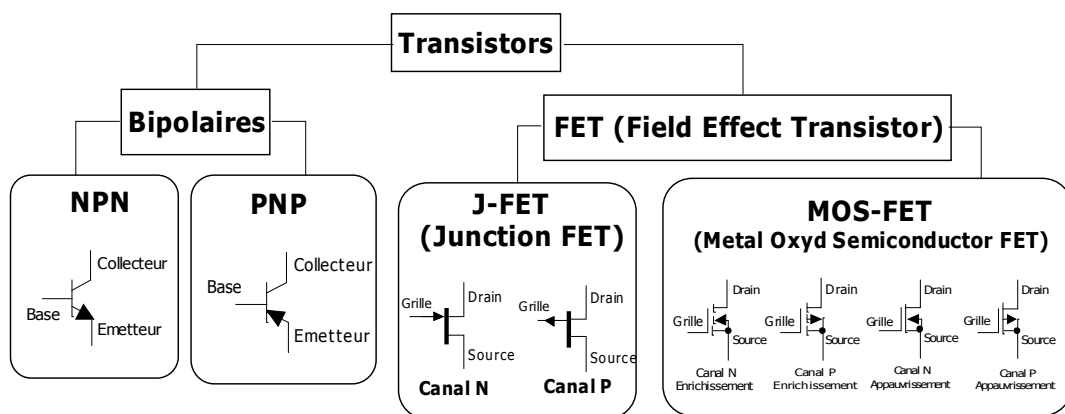 Transistors
Bipolaires
FET (Field Effect Transistor)
NPN
Collecteur
Base
Emetteur
PNP
Collecteur
Base
Emetteur
J-FET
(Junction FET)
Grille
Drain
Source
Canal N
Grille
Drain
Source
Canal P
MOS-FET
(Metal Oxyd Semiconductor FET)
Drain
Grille
Source
Canal N
Enrichissement
Drain
Grille
Source
Canal P
Enrichissement
Drain
Grille
Source
Canal N
Appauvrissement
Drain
Grille
Source
Canal P
Appauvrissement